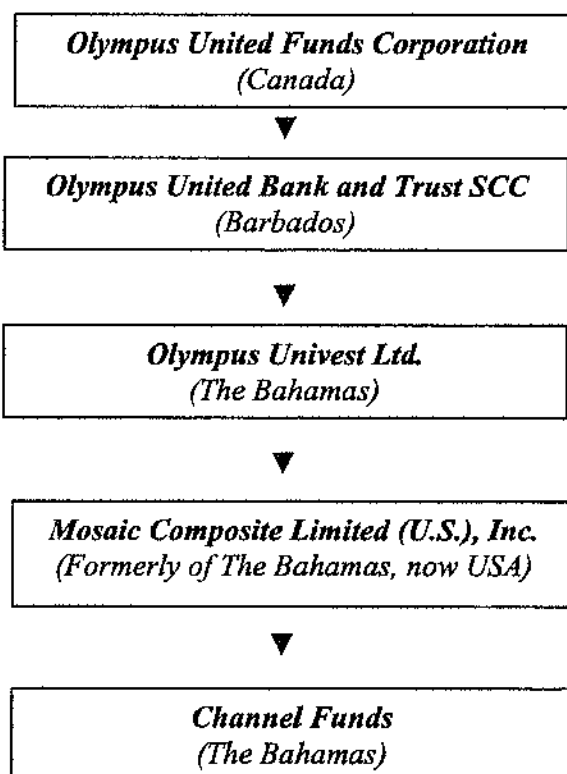 Olympus United Funds Corporation
(Canada)
Olympus United Bank and Trust SCC
(Barbados)
Olympus Univest Ltd.
(The Bahamas)
Mosaic Composite Limited (U.S.), Inc.
(Formerly of The Bahamas, now USA)
Channel Funds
(The Bahamas)